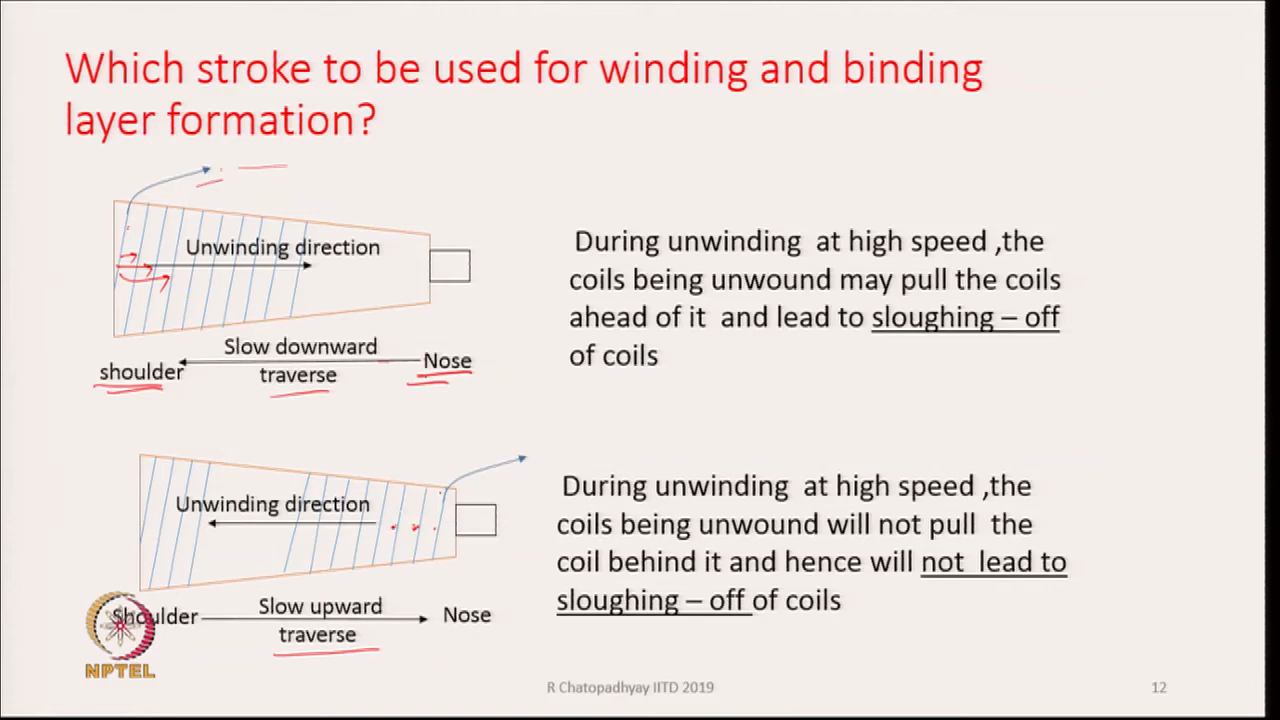 Which stroke to be used for winding and binding
layer formation?
Unwinding direction
Slow downward
traverse
shoulder
Nose
During unwinding at high speed ,the
coils being unwound may pull the coils
ahead of it and lead to sloughing – off
of coils
Unwinding direction
Slow upward
traverse
Shoulder
Nose
During unwinding at high speed ,the
coils being unwound will not pull the
coil behind it and hence will not lead to
sloughing – off of coils
NPTEL
R Chatopadhyay IITD 2019
12